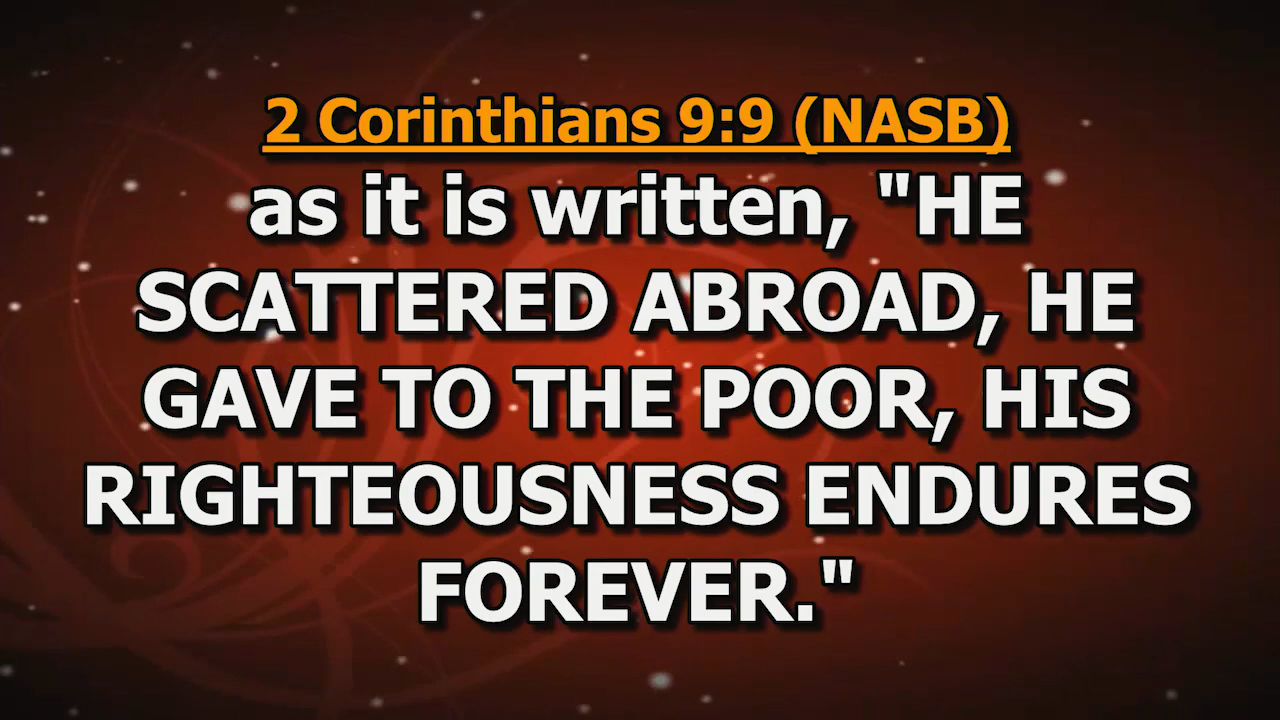 2 Corinthians 9:9 (NASB)
as it is written, "HE
SCATTERED ABROAD, HE
GAVE TO THE POOR, HIS
RIGHTEOUSNESS ENDURES
FOREVER."